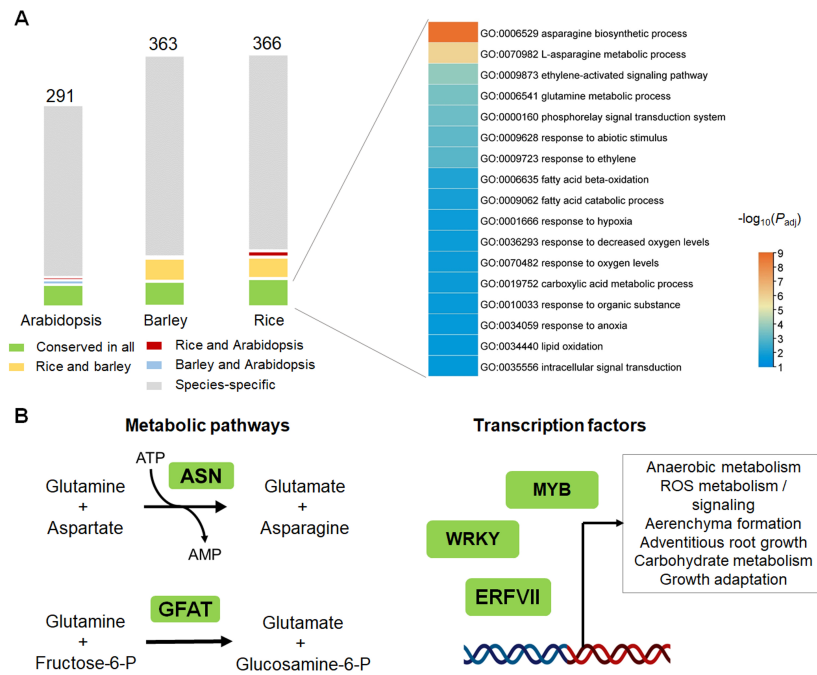 A
291
363
366
Arabidopsis
Barley
Rice
Conserved in all
Rice and barley
Rice and Arabidopsis
Barley and Arabidopsis
Species-specific
GO:0006529 asparagine biosynthetic process
GO:0070982 L-asparagine metabolic process
GO:0009873 ethylene-activated signaling pathway
GO:0006541 glutamine metabolic process
GO:0000160 phosphorelay signal transduction system
GO:0009628 response to abiotic stimulus
GO:0009723 response to ethylene
GO:0006635 fatty acid beta-oxidation
GO:0009062 fatty acid catabolic process
GO:0001666 response to hypoxia
GO:0036293 response to decreased oxygen levels
GO:0070482 response to oxygen levels
GO:0019752 carboxylic acid metabolic process
GO:0010033 response to organic substance
GO:0034059 response to anoxia
GO:0034440 lipid oxidation
GO:0035556 intracellular signal transduction
-log10(Padj)
9
8
7
6
5
4
3
2
1
B
Metabolic pathways
ATP
ASN
Glutamine
+
Aspartate
Glutamate
+
Asparagine
AMP
GFAT
Glutamine
+
Fructose-6-P
Glutamate
+
Glucosamine-6-P
Transcription factors
MYB
WRKY
ERFVII
Anaerobic metabolism
ROS metabolism /
signaling
Aerenchyma formation
Adventitious root growth
Carbohydrate metabolism
Growth adaptation